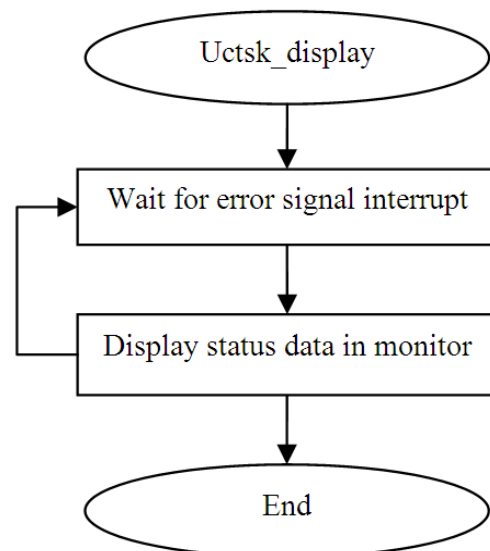 Uctsk_display
Wait for error signal interrupt
Display status data in monitor
End